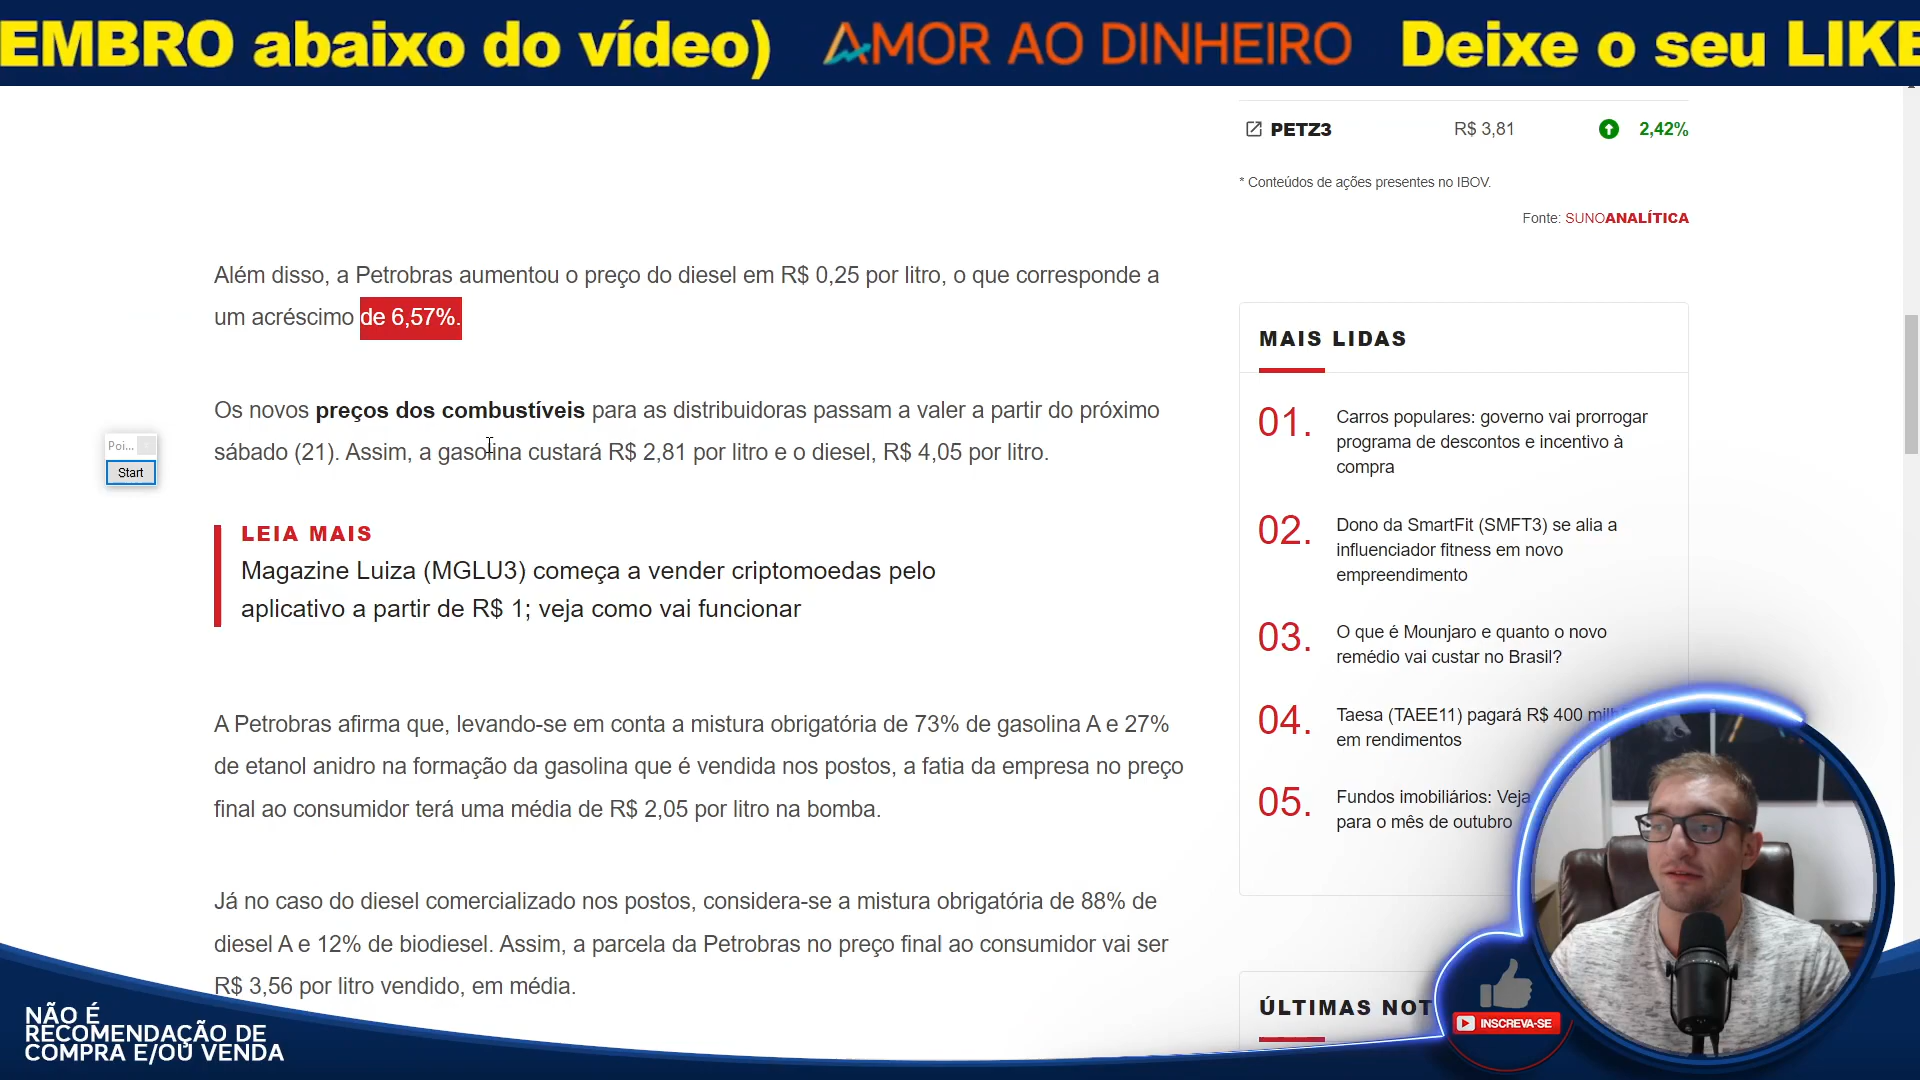 EMBRO abaixo do vídeo) AMOR AO DINHEIRO Deixe o seu LIKE
PETZ3 R$ 3,81 2,42%
* Conteúdos de ações presentes no IBOV.
Fonte: SUNOANALÍTICA
Além disso, a Petrobras aumentou o preço do diesel em R$ 0,25 por litro, o que corresponde a
um acréscimo de 6,57%.
Os novos preços dos combustíveis para as distribuidoras passam a valer a partir do próximo
sábado (21). Assim, a gasolina custará R$ 2,81 por litro e o diesel, R$ 4,05 por litro.
Poi...
Start
LEIA MAIS
Magazine Luiza (MGLU3) começa a vender criptomoedas pelo
aplicativo a partir de R$ 1; veja como vai funcionar
A Petrobras afirma que, levando-se em conta a mistura obrigatória de 73% de gasolina A e 27%
de etanol anidro na formação da gasolina que é vendida nos postos, a fatia da empresa no preço
final ao consumidor terá uma média de R$ 2,05 por litro na bomba.
Já no caso do diesel comercializado nos postos, considera-se a mistura obrigatória de 88% de
diesel A e 12% de biodiesel. Assim, a parcela da Petrobras no preço final ao consumidor vai ser
R$ 3,56 por litro vendido, em média.
MAIS LIDAS
01. Carros populares: governo vai prorrogar
programa de descontos e incentivo à
compra
02. Dono da SmartFit (SMFT3) se alia a
influenciador fitness em novo
empreendimento
03. O que é Mounjaro e quanto o novo
remédio vai custar no Brasil?
04. Taesa (TAEE11) pagará R$ 400
em rendimentos
05. Fundos imobiliários: Veja
para o mês de outubro
ÚLTIMAS NOT
INSCREVA-SE
NÃO É
RECOMENDAÇÃO DE
COMPRA E/OU VENDA